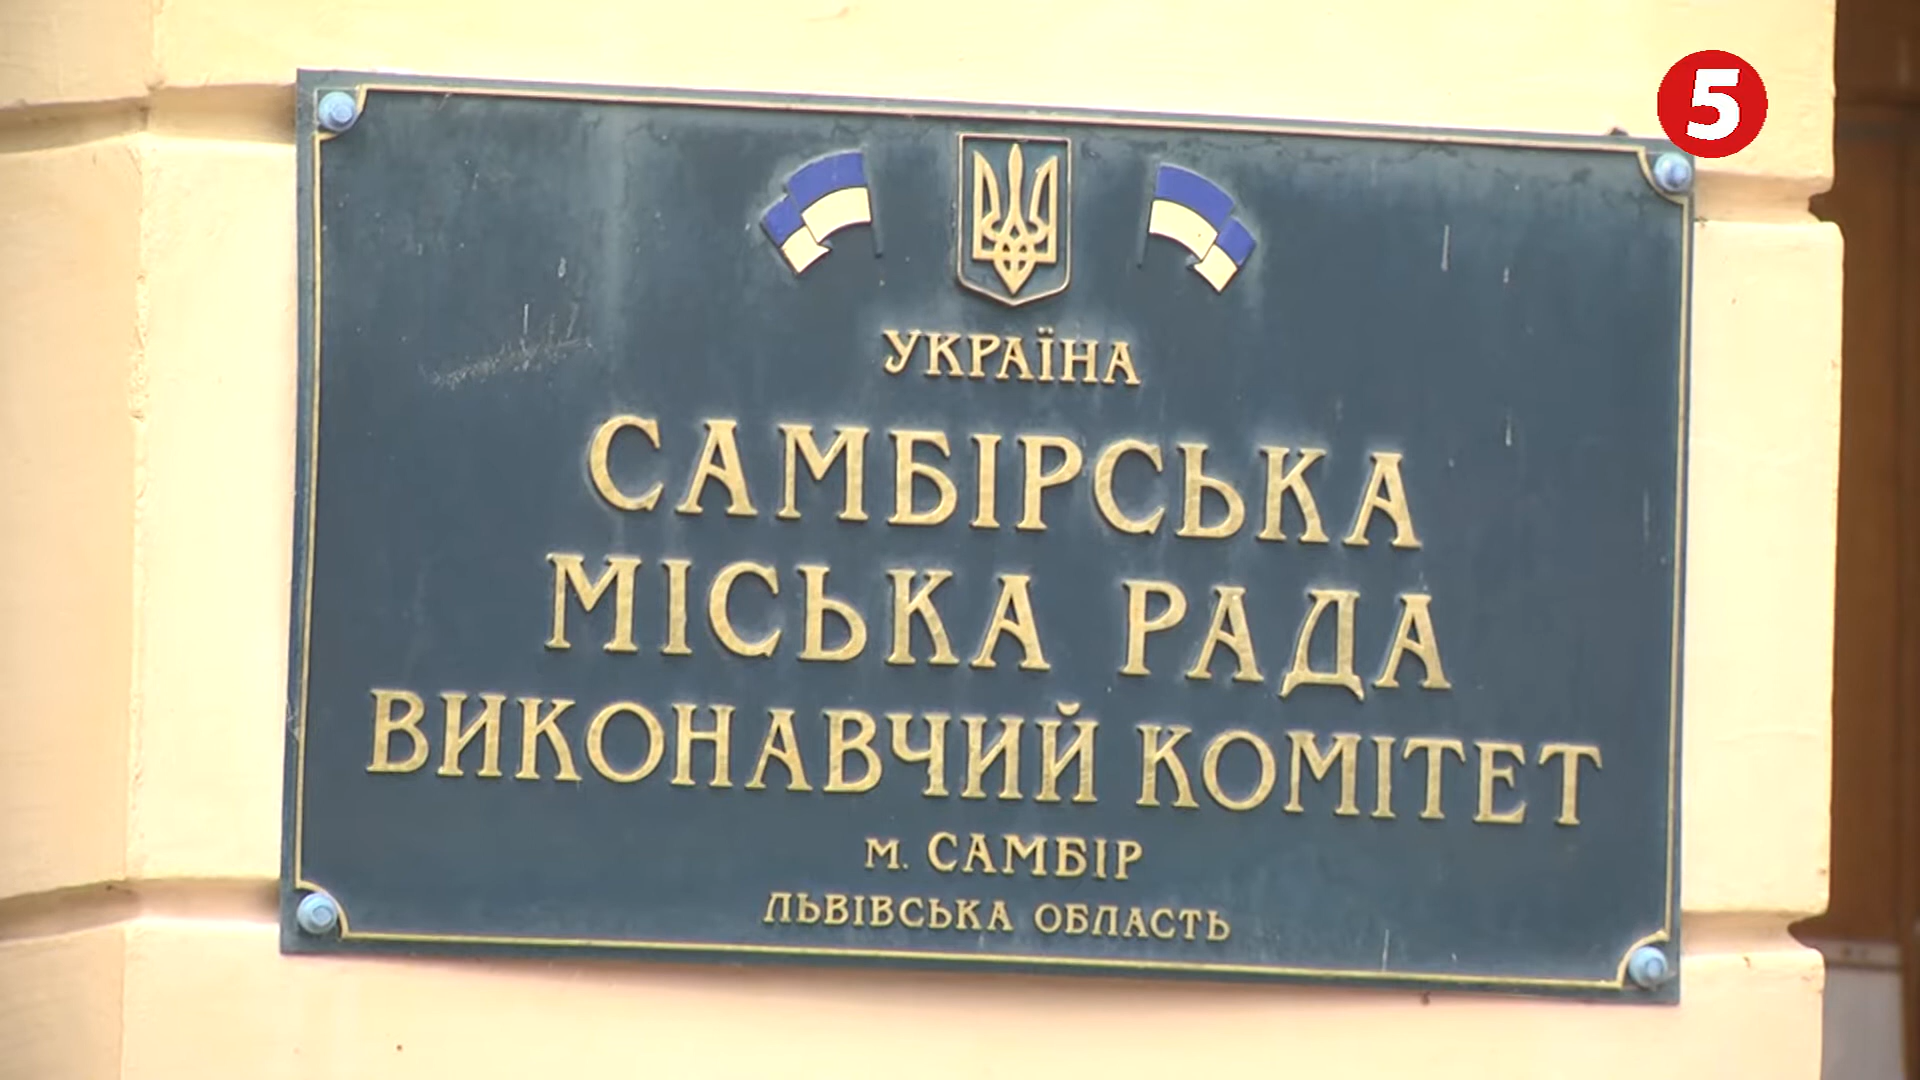 5
УКРАЇНА
САМБІРСЬКА
МІСЬКА РАДА
ВИКОНАВЧИЙ КОМІТЕТ
м. САМБІР
ЛЬВІВСЬКА ОБЛАСТЬ